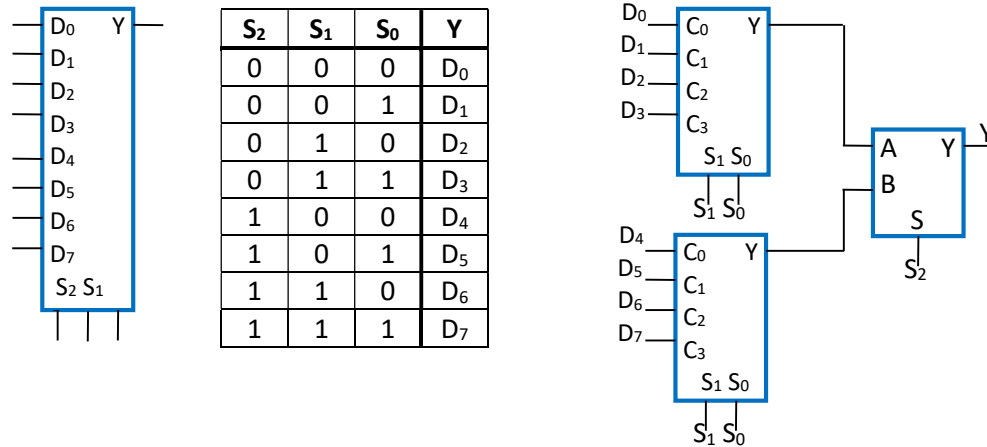 D₀ Y
D₁
D₂
D₃
D₄
D₅
D₆
D₇
S₂ S₁
S₂ S₁ S₀ Y
0 0 0 D₀
0 0 1 D₁
0 1 0 D₂
0 1 1 D₃
1 0 0 D₄
1 0 1 D₅
1 1 0 D₆
1 1 1 D₇
D₀ C₀ Y
D₁ C₁
D₂ C₂
D₃ C₃
S₁ S₀
S₁ S₀
D₄ C₀ Y
D₅ C₁
D₆ C₂
D₇ C₃
S₁ S₀
S₁ S₀
A Y Y
B
S
S₂